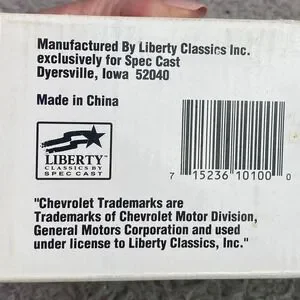 Manufactured By Liberty Classics Inc.
exclusively for Spec Cast
Dyersville, Iowa 52040
Made in China
LIBERTY
CLASSICS BY
SPEC CAST
7 15236 10100 0
"Chevrolet Trademarks are
Trademarks of Chevrolet Motor Division,
General Motors Corporation and used
under license to Liberty Classics, Inc."